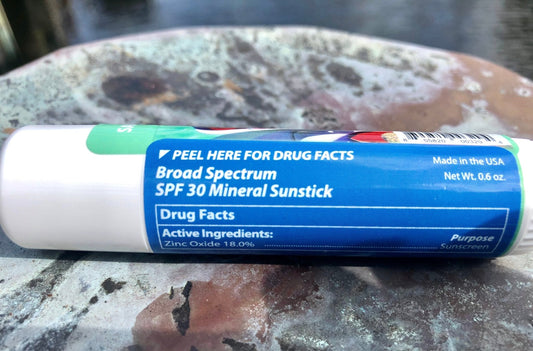 PEEL HERE FOR DRUG FACTS
Broad Spectrum
SPF 30 Mineral Sunstick
Made in the USA
Net Wt. 0.6 oz.
Drug Facts
Active Ingredients:
Purpose
Zinc Oxide 18.0%
Sunscreen